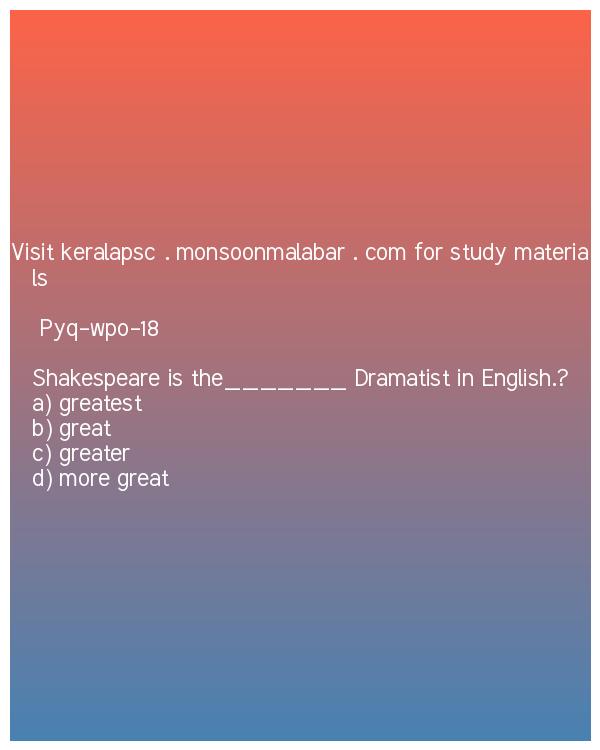 Visit keralapsc . monsoonmalabar . com for study materia
ls
Pyq-wpo-18
Shakespeare is the_______ Dramatist in English.?
a) greatest
b) great
c) greater
d) more great